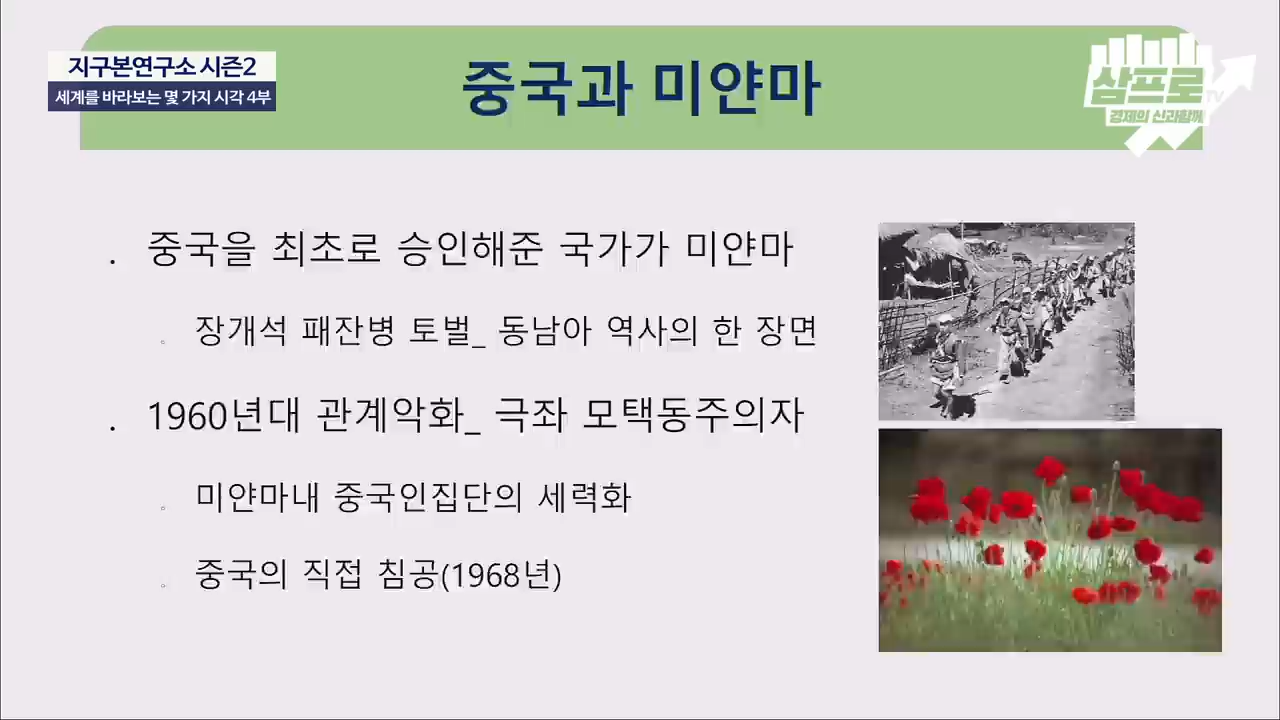 지구본연구소 시즌2
세계를 바라보는 몇 가지 시각 4부
중국과 미얀마
삼프로TV
경제의 신과함께
. 중국을 최초로 승인해준 국가가 미얀마
장개석 패잔병 토벌_ 동남아 역사의 한 장면
. 1960년대 관계악화_ 극좌 모택동주의자
미얀마내 중국인집단의 세력화
중국의 직접 침공(1968년)